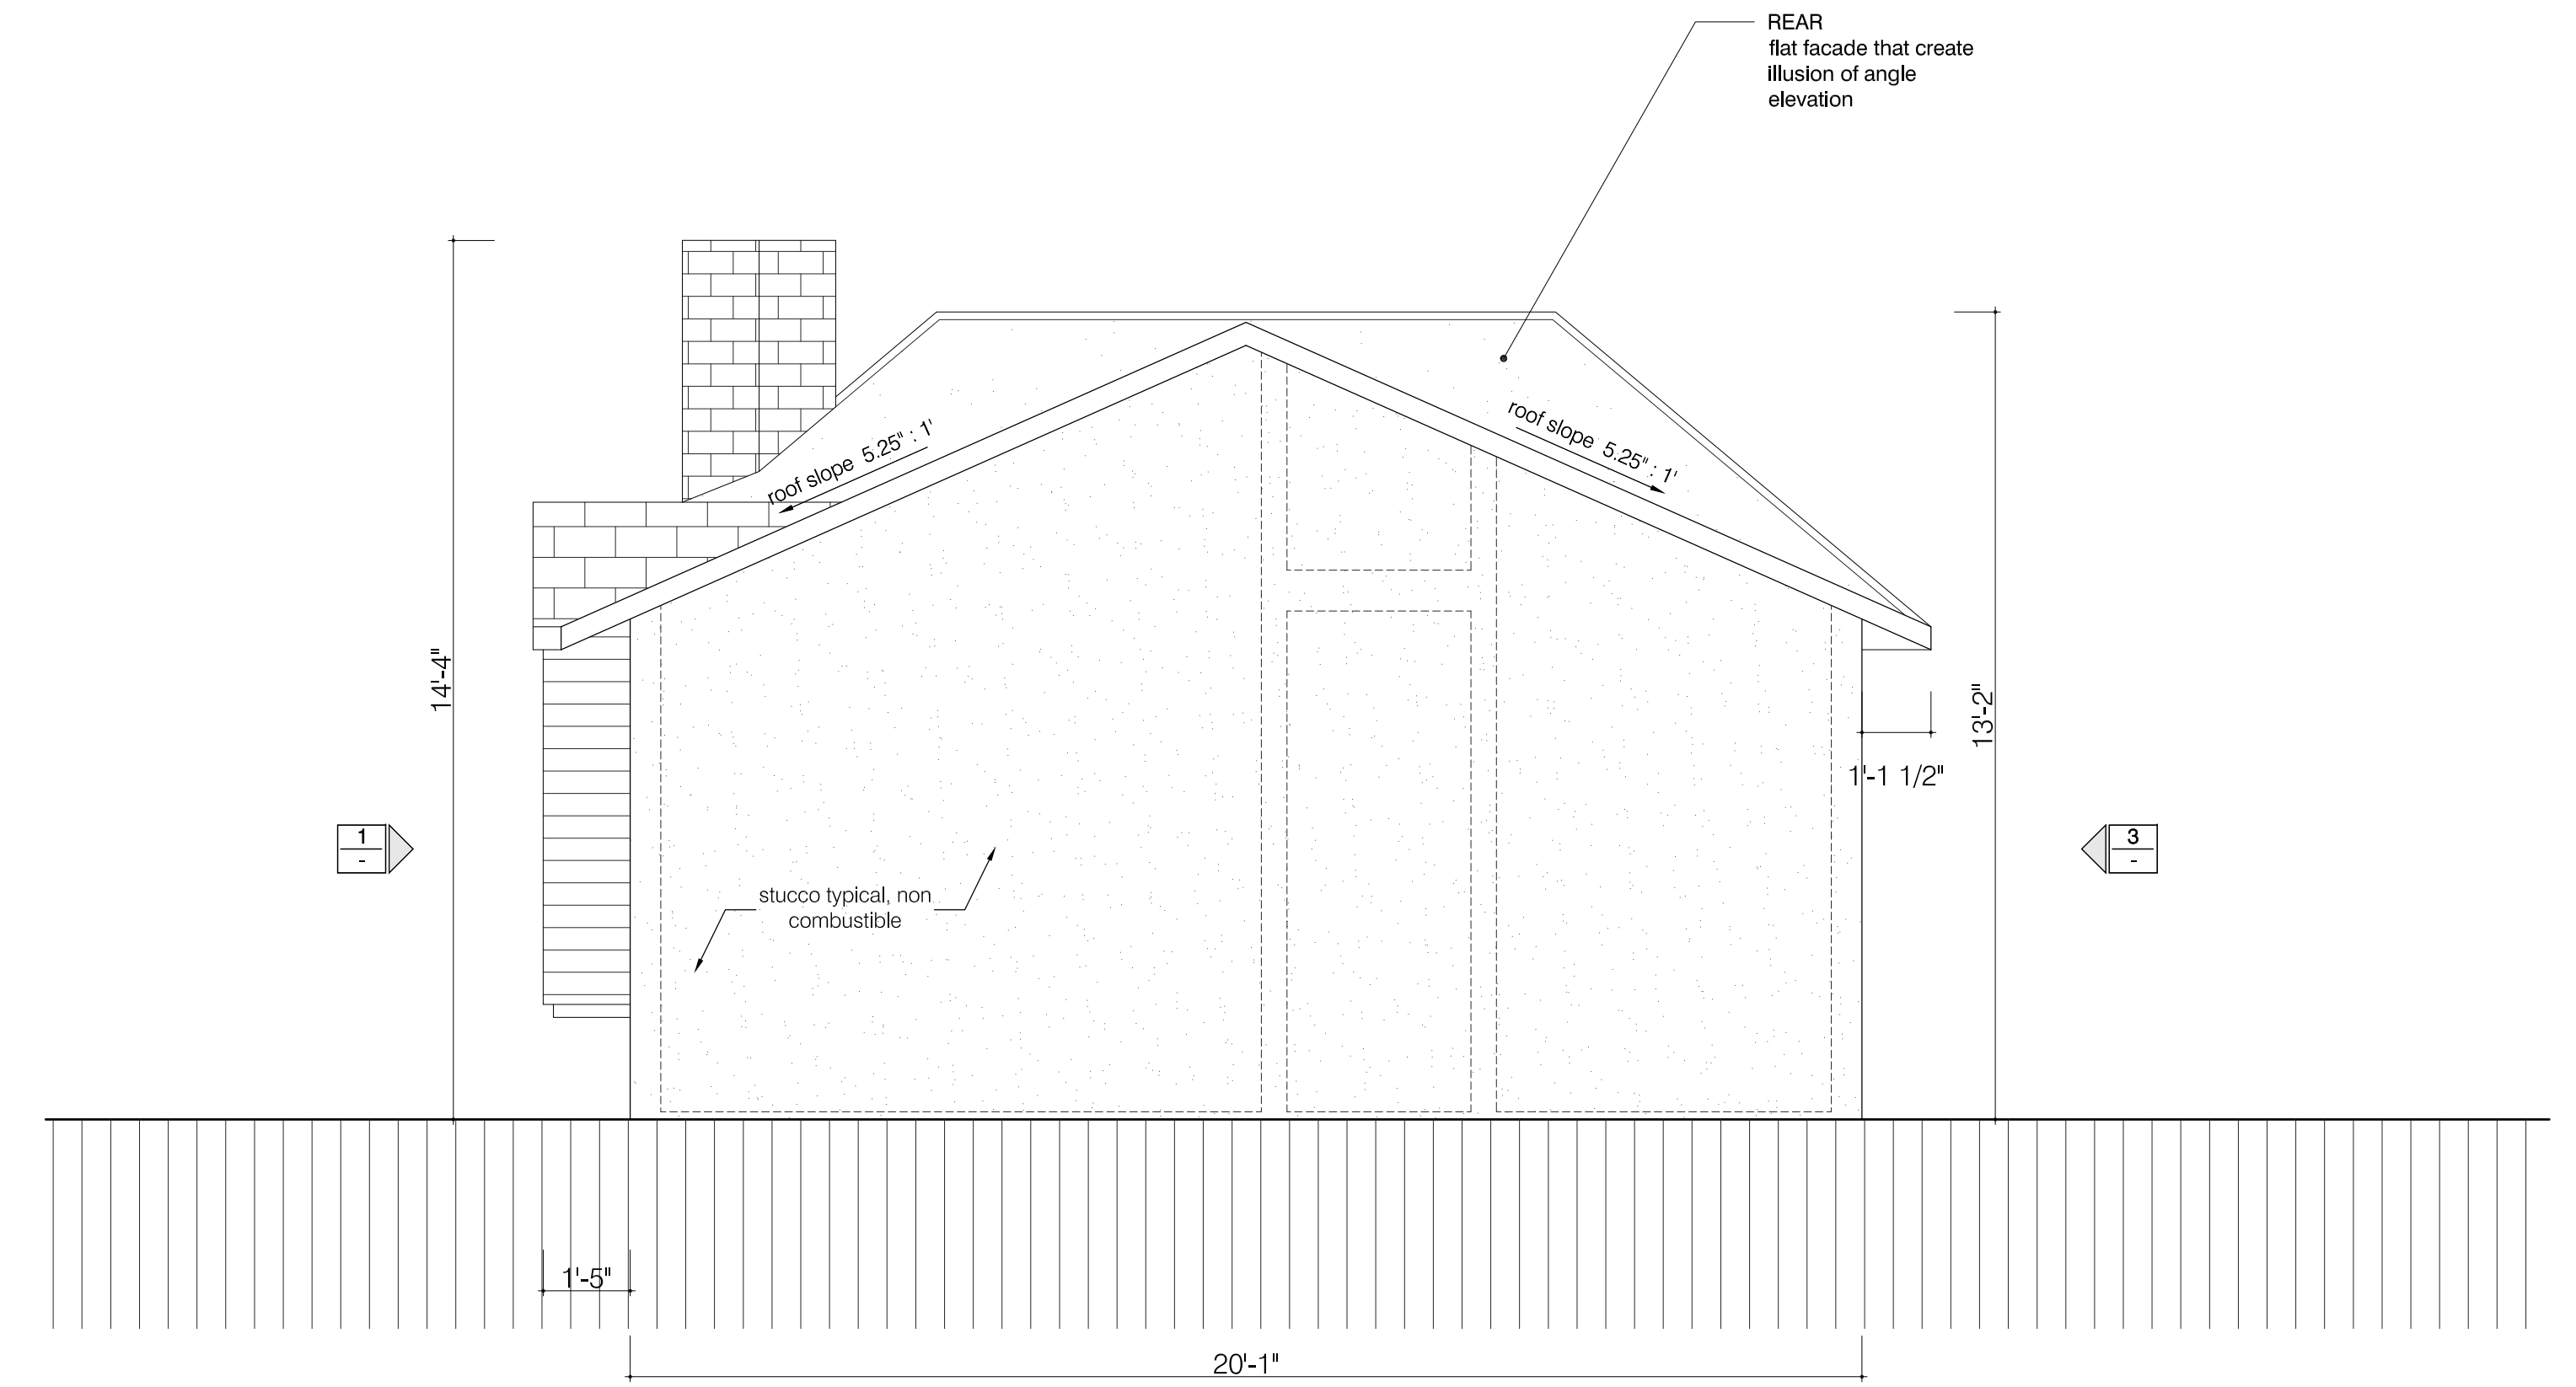 REAR
flat facade that create
illusion of angle
elevation
roof slope 5.25" : 1'
roof slope 5.25" : 1'
14'-4"
13'-2"
1'-1 1/2"
1
-
3
-
stucco typical, non
combustible
1'-5"
20'-1"